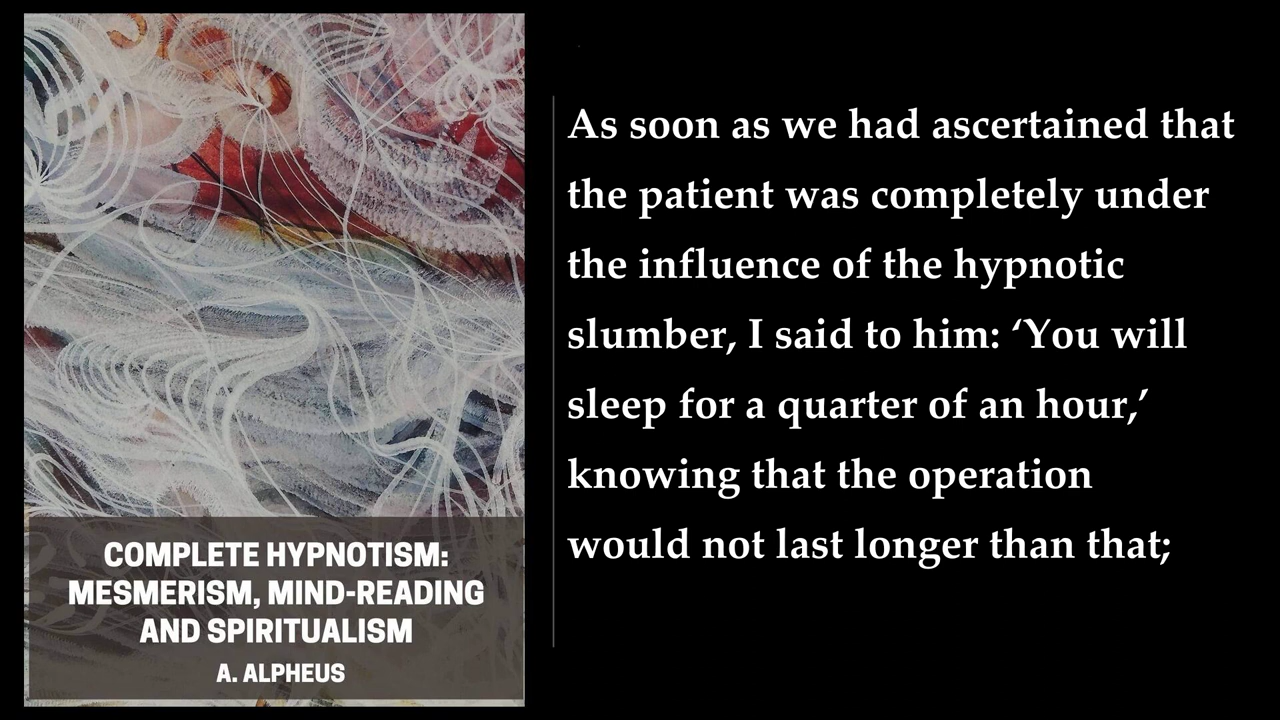 COMPLETE HYPNOTISM:
MESMERISM, MIND-READING
AND SPIRITUALISM
A. ALPHEUS
As soon as we had ascertained that
the patient was completely under
the influence of the hypnotic
slumber, I said to him: ‘You will
sleep for a quarter of an hour,’
knowing that the operation
would not last longer than that;